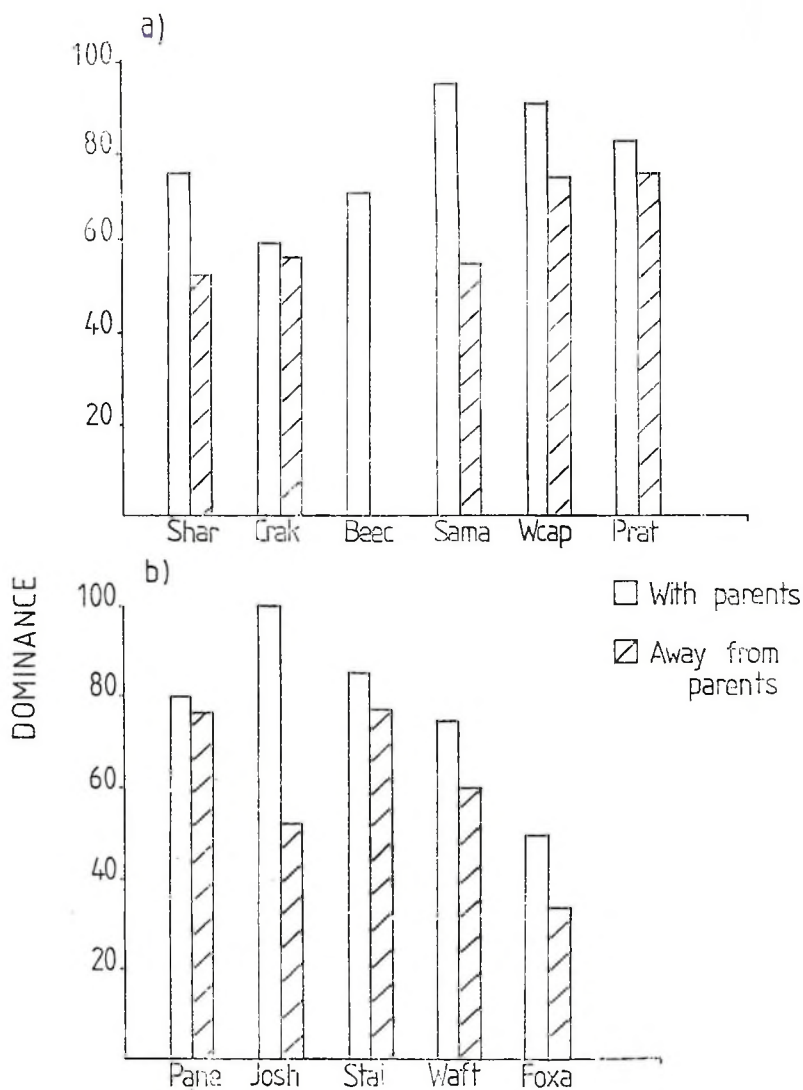 a)
100
80
60
40
20
Shar Crak Beec Sama Wcap Prat
DOMINANCE
b)
100
80
60
40
20
With parents
Away from
parents
Pane Josh Stai Waft Foxa